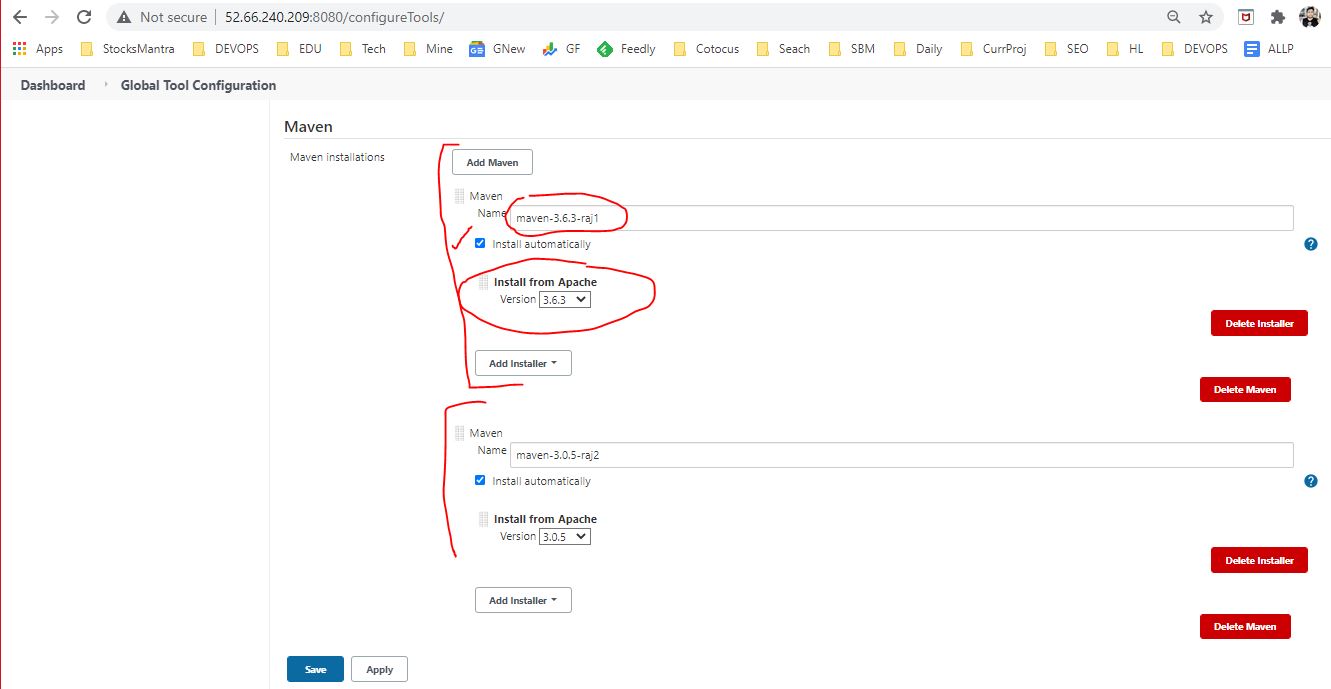 Not secure | 52.66.240.209:8080/configureTools/
Apps StocksMantra DEVOPS EDU Tech Mine GNew GF Feedly Cotocus Seach SBM Daily CurrProj SEO HL DEVOPS ALLP
Dashboard Global Tool Configuration
Maven
Maven installations
Add Maven
Maven
Name maven-3.6.3-raj1
Install automatically ?
Install from Apache
Version 3.6.3
Delete Installer
Add Installer
Delete Maven
Maven
Name maven-3.0.5-raj2
Install automatically ?
Install from Apache
Version 3.0.5
Delete Installer
Add Installer
Delete Maven
Save Apply